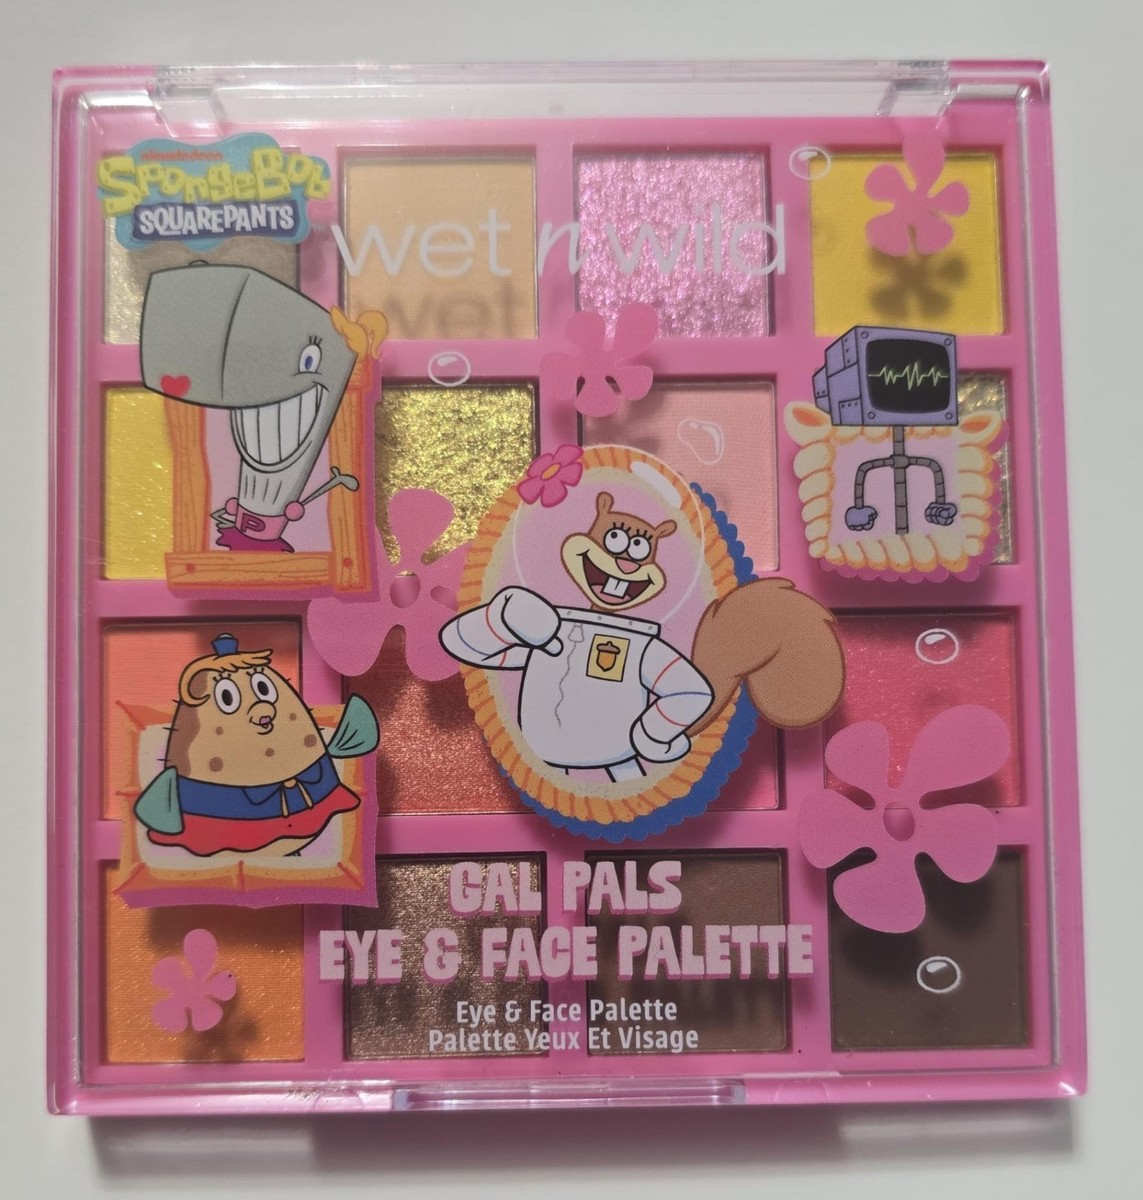 nickelodeon
SpongeBob
SQUAREPANTS
wet n wild
P
GAL PALS
EYE & FACE PALETTE
Eye & Face Palette
Palette Yeux Et Visage